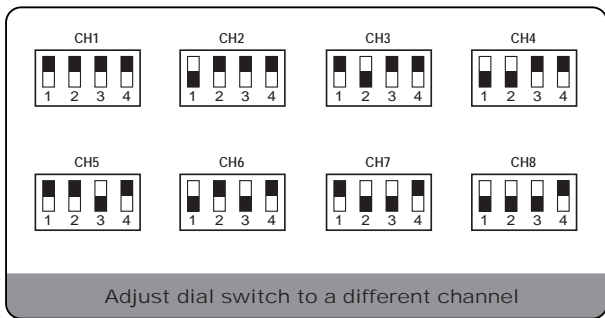 CH1 CH2 CH3 CH4
1 2 3 4 1 2 3 4 1 2 3 4 1 2 3 4
CH5 CH6 CH7 CH8
1 2 3 4 1 2 3 4 1 2 3 4 1 2 3 4
Adjust dial switch to a different channel